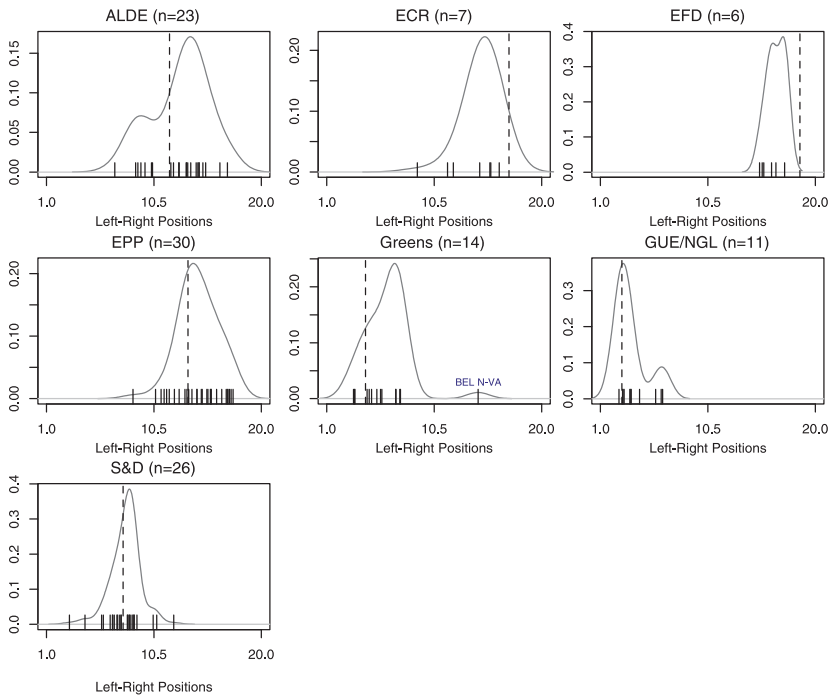 ALDE (n=23)
0.00 0.05 0.10 0.15
1.0 10.5 20.0
Left-Right Positions
ECR (n=7)
0.00 0.10 0.20
1.0 10.5 20.0
Left-Right Positions
EFD (n=6)
0.0 0.1 0.2 0.3 0.4
1.0 10.5 20.0
Left-Right Positions
EPP (n=30)
0.00 0.10 0.20
1.0 10.5 20.0
Left-Right Positions
Greens (n=14)
0.00 0.10 0.20
BEL N-VA
1.0 10.5 20.0
Left-Right Positions
GUE/NGL (n=11)
0.0 0.1 0.2 0.3
1.0 10.5 20.0
Left-Right Positions
S&D (n=26)
0.0 0.1 0.2 0.3 0.4
1.0 10.5 20.0
Left-Right Positions